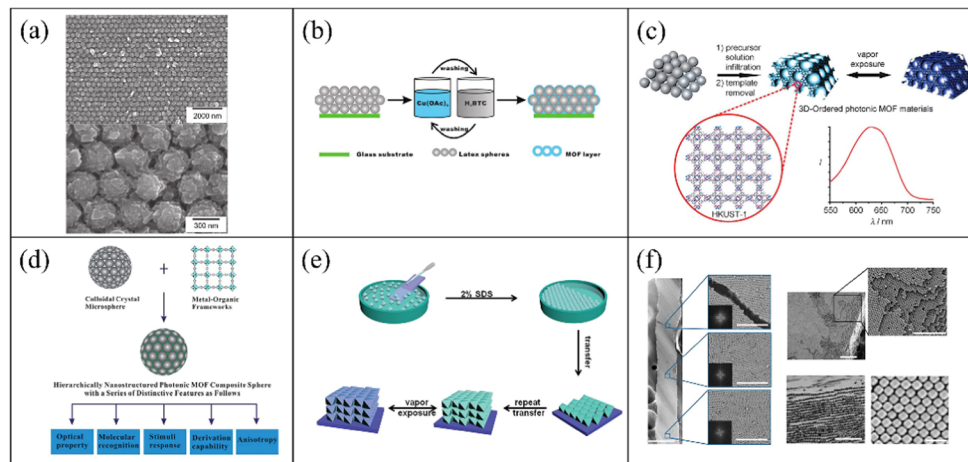 (a)
2000 nm
300 nm
(b)
washing
Cu(OAc)₂
H₃BTC
washing
Glass substrate
Latex spheres
MOF layer
(c)
1) precursor
solution
infiltration
2) template
removal
vapor
exposure
3D-Ordered photonic MOF materials
HKUST-1
I
550 600 650 700 750
λ / nm
(d)
+
Colloidal Crystal
Microsphere
Metal-Organic
Frameworks
Hierarchically Nanostructured Photonic MOF Composite Sphere
with a Series of Distinctive Features as Follows
Optical
property
Molecular
recognition
Stimuli
response
Derivation
capability
Anisotropy
(e)
2% SDS
transfer
repeat
transfer
vapor
exposure
(f)